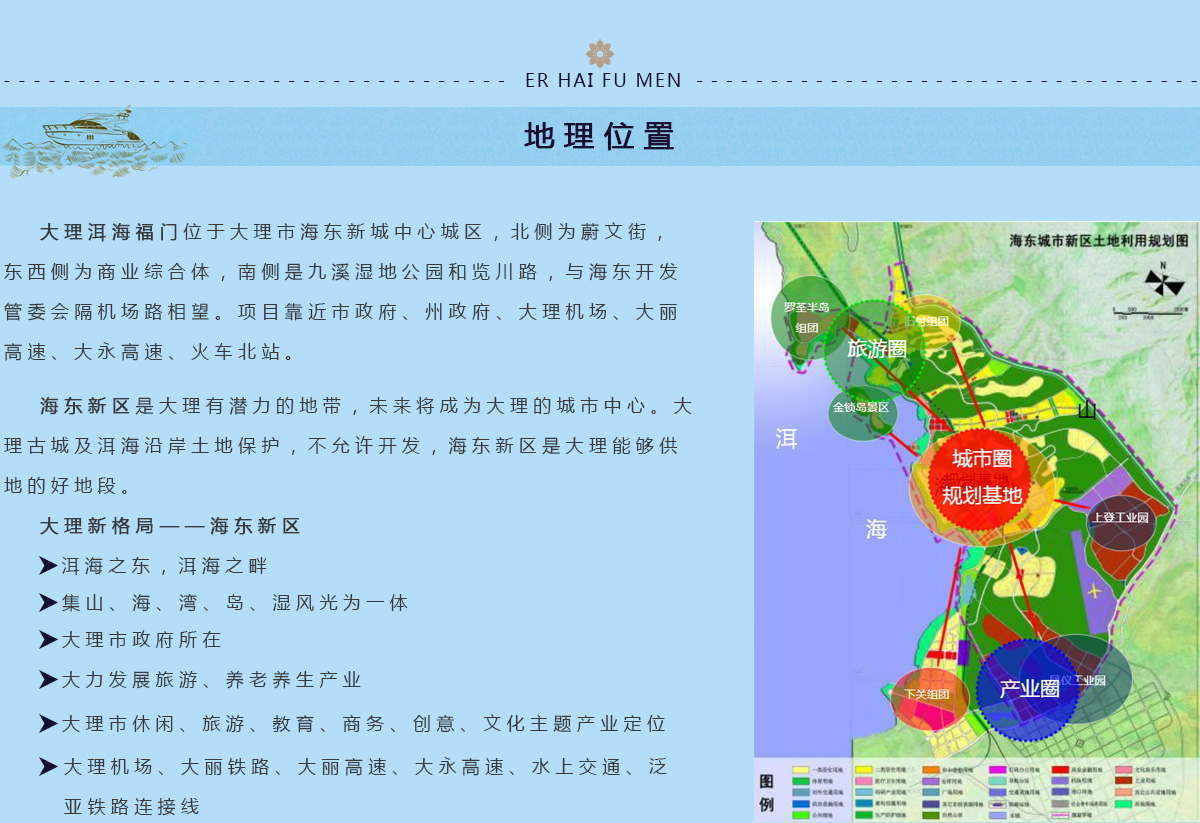 ER HAI FU MEN
地理位置
大理洱海福门位于大理市海东新城中心城区，北侧为蔚文街，
东西侧为商业综合体，南侧是九溪湿地公园和览川路，与海东开发
管委会隔机场路相望。项目靠近市政府、州政府、大理机场、大丽
高速、大永高速、火车北站。
海东新区是大理有潜力的地带，未来将成为大理的城市中心。大
理古城及洱海沿岸土地保护，不允许开发，海东新区是大理能够供
地的好地段。
大理新格局——海东新区
➤洱海之东，洱海之畔
➤集山、海、湾、岛、湿风光为一体
➤大理市政府所在
➤大力发展旅游、养老养生产业
➤大理市休闲、旅游、教育、商务、创意、文化主题产业定位
➤大理机场、大丽铁路、大丽高速、大永高速、水上交通、泛
亚铁路连接线
海东城市新区土地利用规划图
N
罗荃半岛
组团
旅游圈
金锁岛景区
山
洱
海
城市圈
规划基地
上登工业园
下关组团
产业圈
工业园
图
例